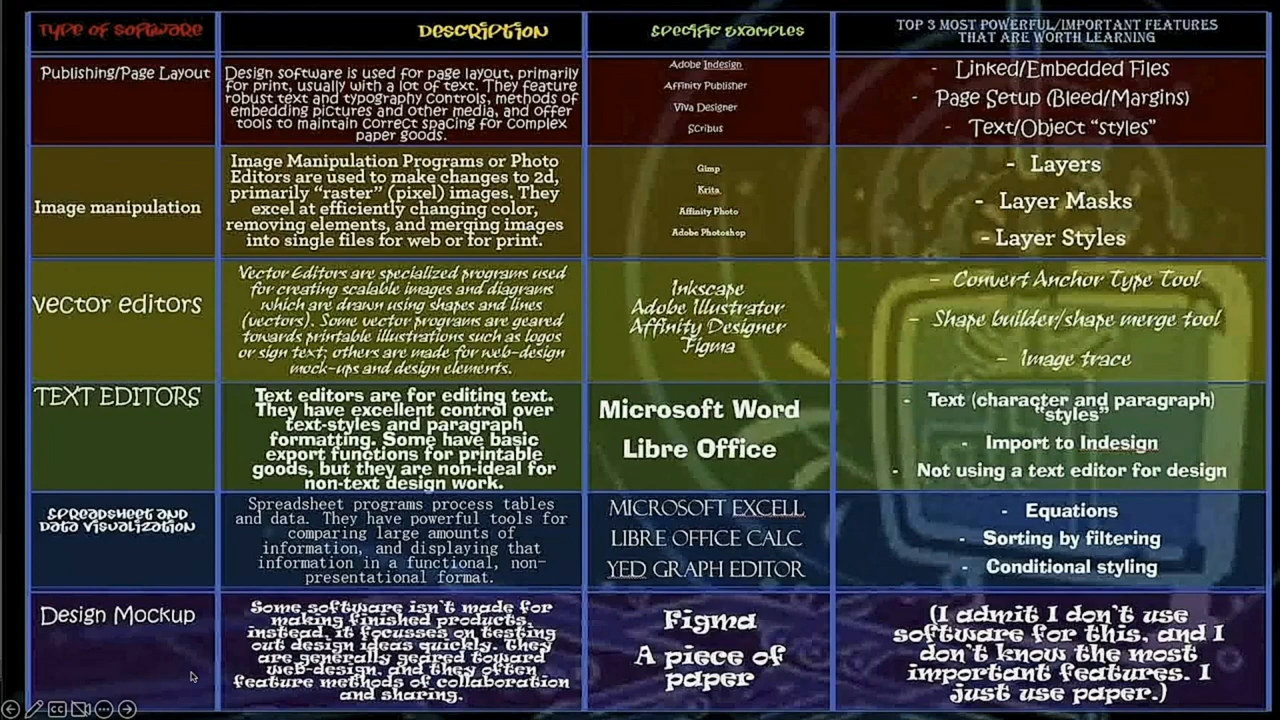 Type of Software
Description
Specific Examples
Top 3 Most Powerful/Important Features
that are worth learning
Publishing/Page Layout
Design software is used for page layout, primarily
for print, usually with a lot of text. They feature
robust text and typography controls, methods of
embedding pictures and other media, and offer
tools to maintain correct spacing for complex
paper goods.
Adobe Indesign
Affinity Publisher
Viva Designer
Scribus
- Linked/Embedded Files
- Page Setup (Bleed/Margins)
- Text/Object “styles”
Image manipulation
Image Manipulation Programs or Photo
Editors are used to make changes to 2d,
primarily “raster” (pixel) images. They
excel at efficiently changing color,
removing elements, and merging images
into single files for web or for print.
Gimp
Krita
Affinity Photo
Adobe Photoshop
- Layers
- Layer Masks
- Layer Styles
Vector editors
Vector Editors are specialized programs used
for creating scalable images and diagrams
which are drawn using shapes and lines
(vectors). Some vector programs are geared
towards printable illustrations such as logos
or sign text; others are made for web-design
mock-ups and design elements.
Inkscape
Adobe Illustrator
Affinity Designer
Figma
- Convert Anchor Type Tool
- Shape builder/shape merge tool
- Image trace
TEXT EDITORS
Text editors are for editing text.
They have excellent control over
text-styles and paragraph
formatting. Some have basic
export functions for printable
goods, but they are non-ideal for
non-text design work.
Microsoft Word
Libre Office
- Text (character and paragraph)
“styles”
- Import to Indesign
- Not using a text editor for design
Spreadsheet and
Data Visualization
Spreadsheet programs process tables
and data. They have powerful tools for
comparing large amounts of
information, and displaying that
information in a functional, non-
presentational format.
MICROSOFT EXCELL
LIBRE OFFICE CALC
YED GRAPH EDITOR
- Equations
- Sorting by filtering
- Conditional styling
Design Mockup
Some software isn't made for
making finished products,
instead, it focusses on testing
out design ideas quickly. They
are generally geared toward
web-design, and they often
feature methods of collaboration
and sharing.
Figma
A piece of
paper
(I admit I don't use
software for this, and I
don't know the most
important features. I
just use paper.)
CC